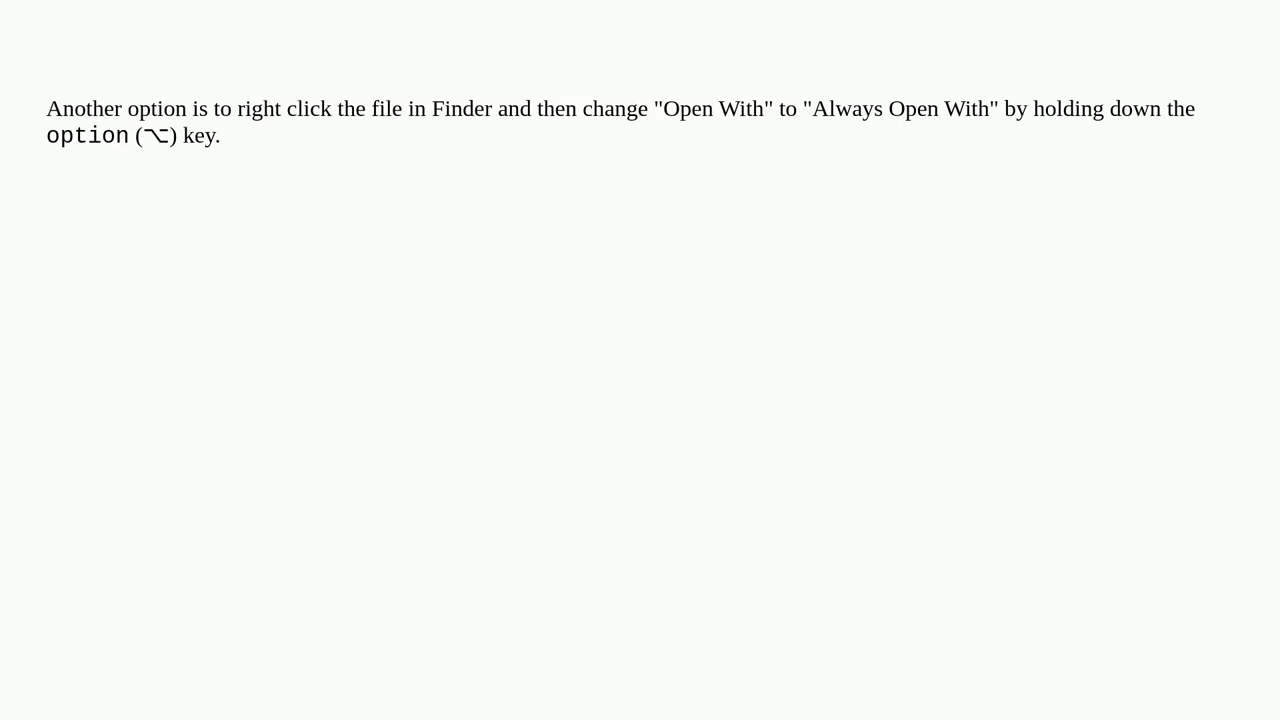 Another option is to right click the file in Finder and then change "Open With" to "Always Open With" by holding down the
option (⌥) key.